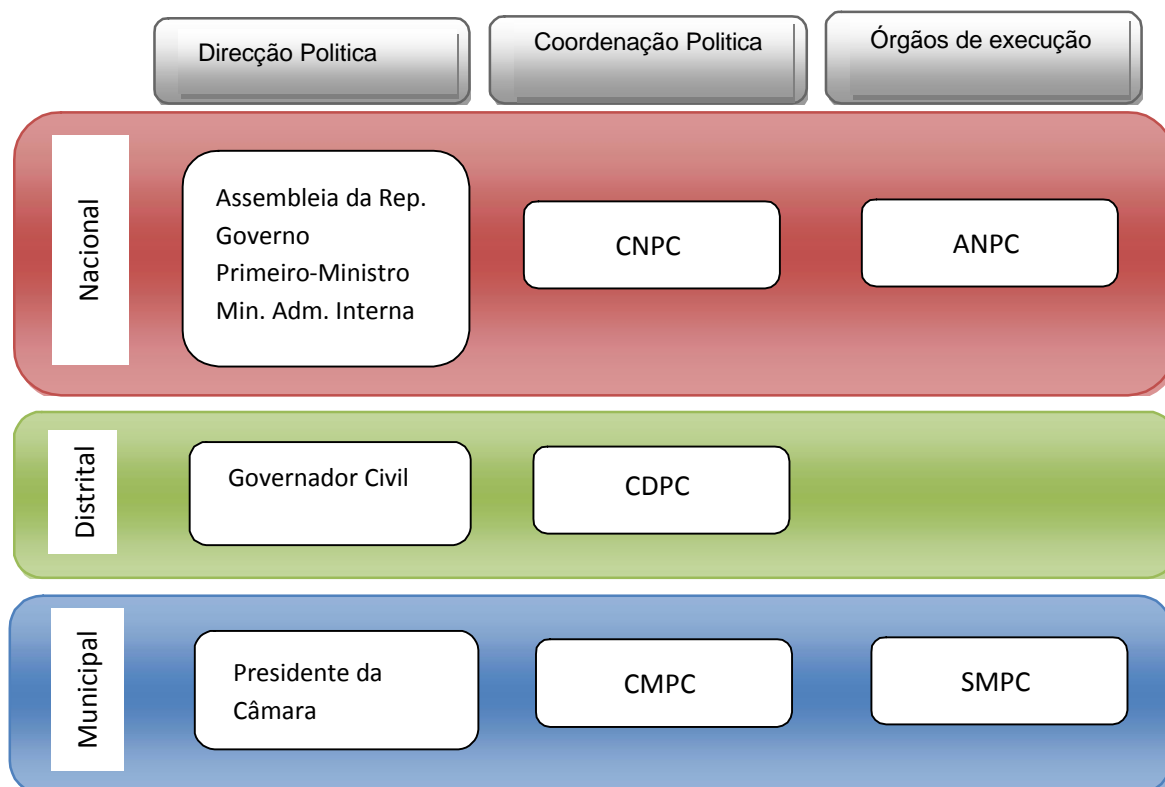 Direcção Politica
Coordenação Politica
Órgãos de execução
Nacional
Assembleia da Rep.
Governo
Primeiro-Ministro
Min. Adm. Interna
CNPC
ANPC
Distrital
Governador Civil
CDPC
Municipal
Presidente da
Câmara
CMPC
SMPC